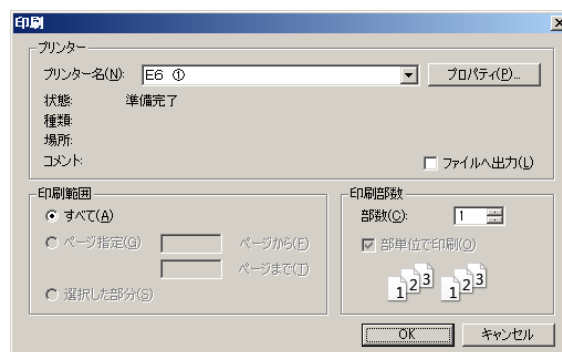 印刷
プリンター
プリンター名(N): E6 ① プロパティ(P)...
状態: 準備完了
種類:
場所:
コメント: ファイルへ出力(L)
印刷範囲
すべて(A)
ページ指定(G) ページから(F)
ページまで(T)
選択した部分(S)
印刷部数
部数(C): 1
部単位で印刷(O)
1 2 3 1 2 3
OK キャンセル